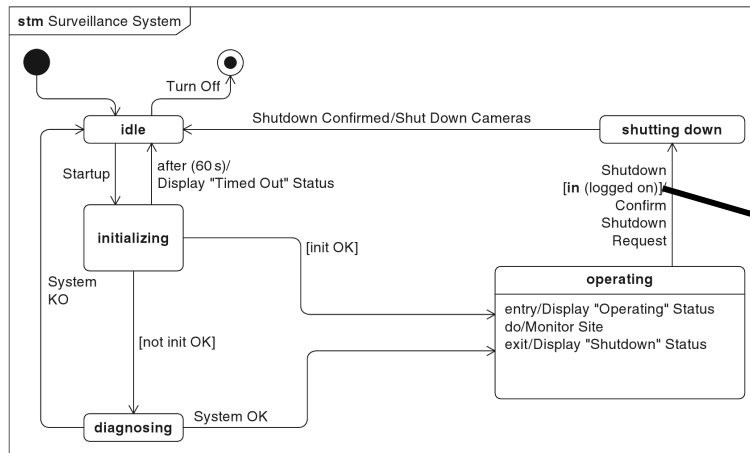 stm Surveillance System
Turn Off
Shutdown Confirmed/Shut Down Cameras
idle
shutting down
Startup
after (60 s)/
Display "Timed Out" Status
Shutdown
[in (logged on)]/
Confirm
Shutdown
Request
initializing
[init OK]
System
KO
operating
entry/Display "Operating" Status
do/Monitor Site
exit/Display "Shutdown" Status
[not init OK]
System OK
diagnosing